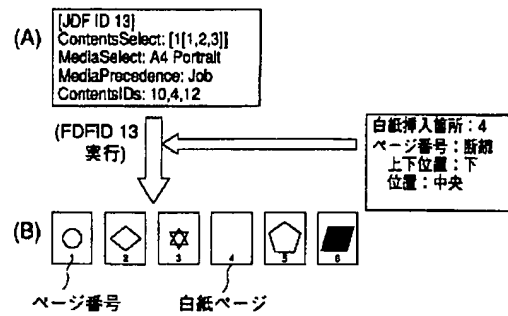 (A)
[JDF ID 13]
ContentsSelect: [1[1,2,3]]
MediaSelect: A4 Portrait
MediaPrecedence: Job
ContentsIDs: 10,4,12
(FDFID 13
実行)
白紙挿入箇所:4
ページ番号:断続
上下位置:下
位置:中央
(B)
1 2 3 4 5 6
ページ番号
白紙ページ